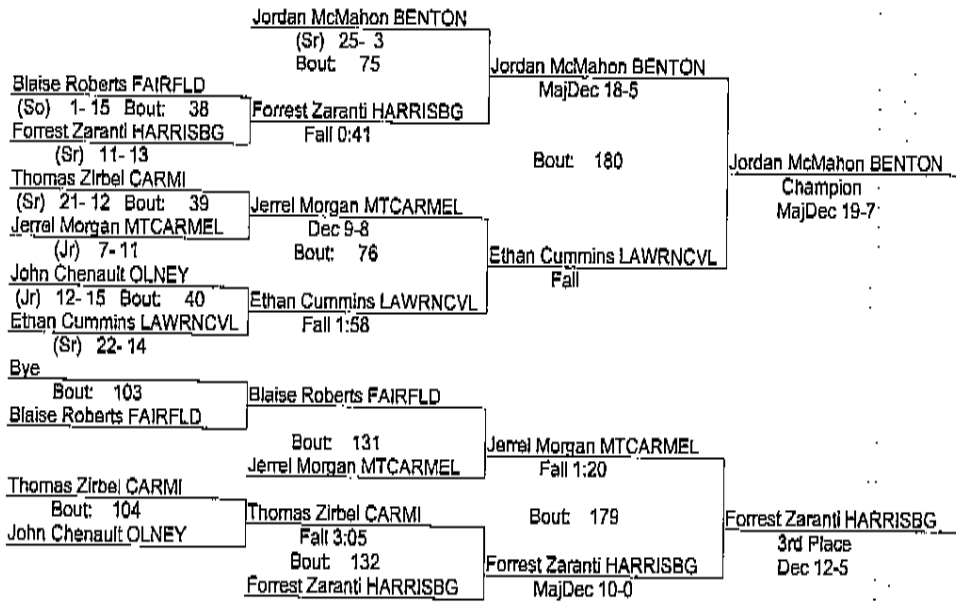 Jordan McMahon BENTON
(Sr) 25- 3
Bout: 75
Jordan McMahon BENTON
MajDec 18-5
Blaise Roberts FAIRFLD
(So) 1- 15 Bout: 38
Forrest Zaranti HARRISBG
Fall 0:41
Forrest Zaranti HARRISBG
(Sr) 11- 13
Bout: 180
Jordan McMahon BENTON
Champion
MajDec 19-7
Thomas Zirbel CARMI
(Sr) 21- 12 Bout: 39
Jerrel Morgan MTCARMEL
Dec 9-8
Bout: 76
Jerrel Morgan MTCARMEL
(Jr) 7- 11
Ethan Cummins LAWRNCVL
Fall
John Chenault OLNEY
(Jr) 12- 15 Bout: 40
Ethan Cummins LAWRNCVL
Fall 1:58
Ethan Cummins LAWRNCVL
(Sr) 22- 14
Bye
Bout: 103
Blaise Roberts FAIRFLD
Blaise Roberts FAIRFLD
Bout: 131
Jerrel Morgan MTCARMEL
Jerrel Morgan MTCARMEL
Fall 1:20
Thomas Zirbel CARMI
Bout: 104
John Chenault OLNEY
Thomas Zirbel CARMI
Fall 3:05
Bout: 132
Forrest Zaranti HARRISBG
Bout: 179
Forrest Zaranti HARRISBG
MajDec 10-0
Forrest Zaranti HARRISBG
3rd Place
Dec 12-5